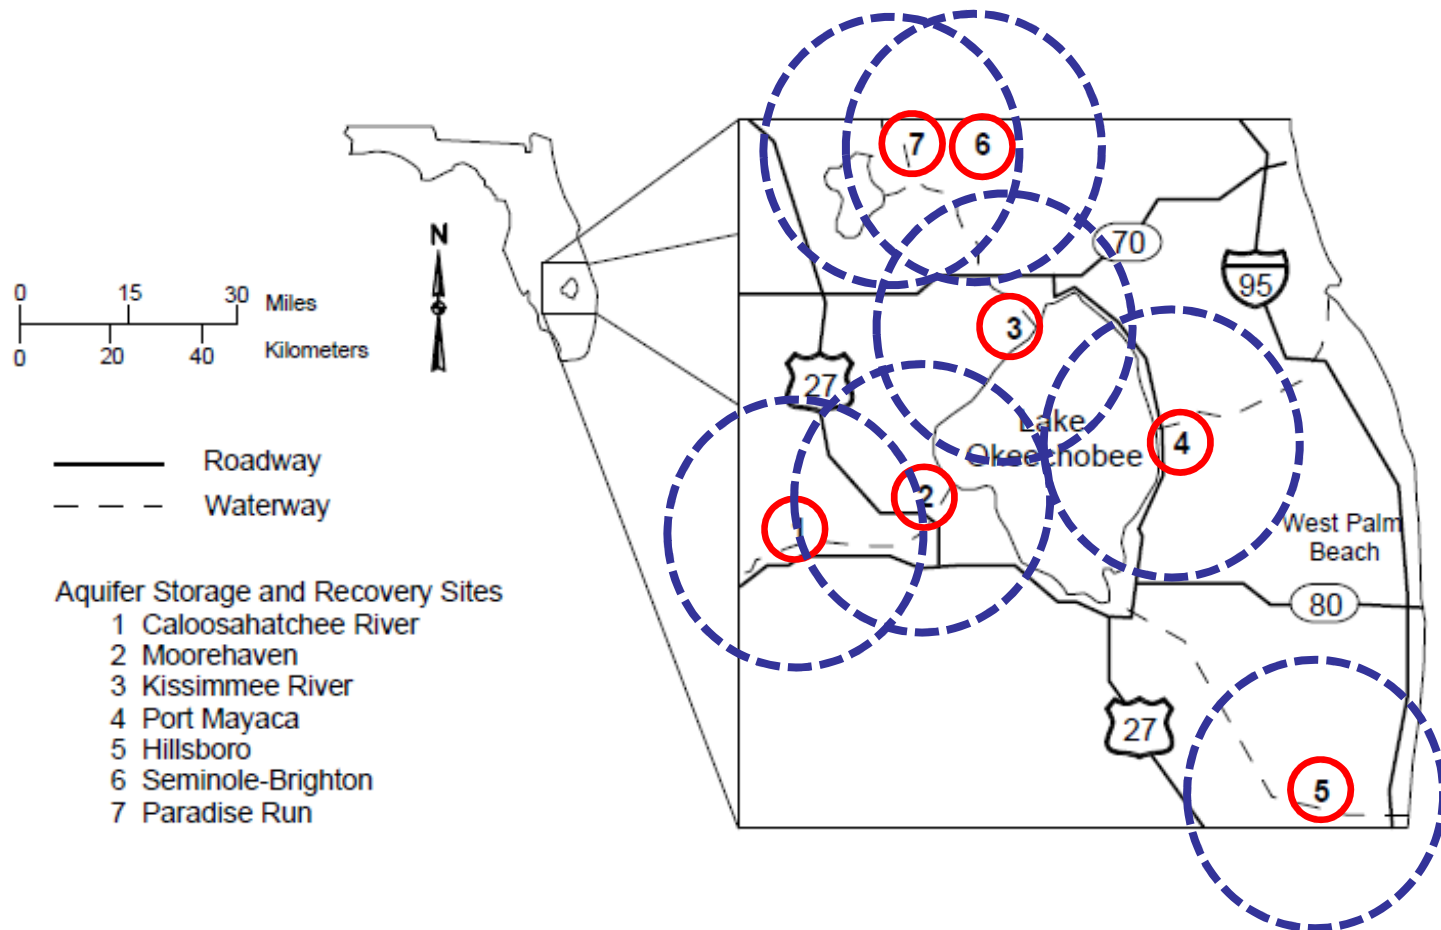 N
0 15 30 Miles
0 20 40 Kilometers
Roadway
Waterway
Aquifer Storage and Recovery Sites
1 Caloosahatchee River
2 Moorehaven
3 Kissimmee River
4 Port Mayaca
5 Hillsboro
6 Seminole-Brighton
7 Paradise Run
7
6
70
95
3
27
Lake
Okeechobee
4
2
1
West Palm
Beach
80
27
5